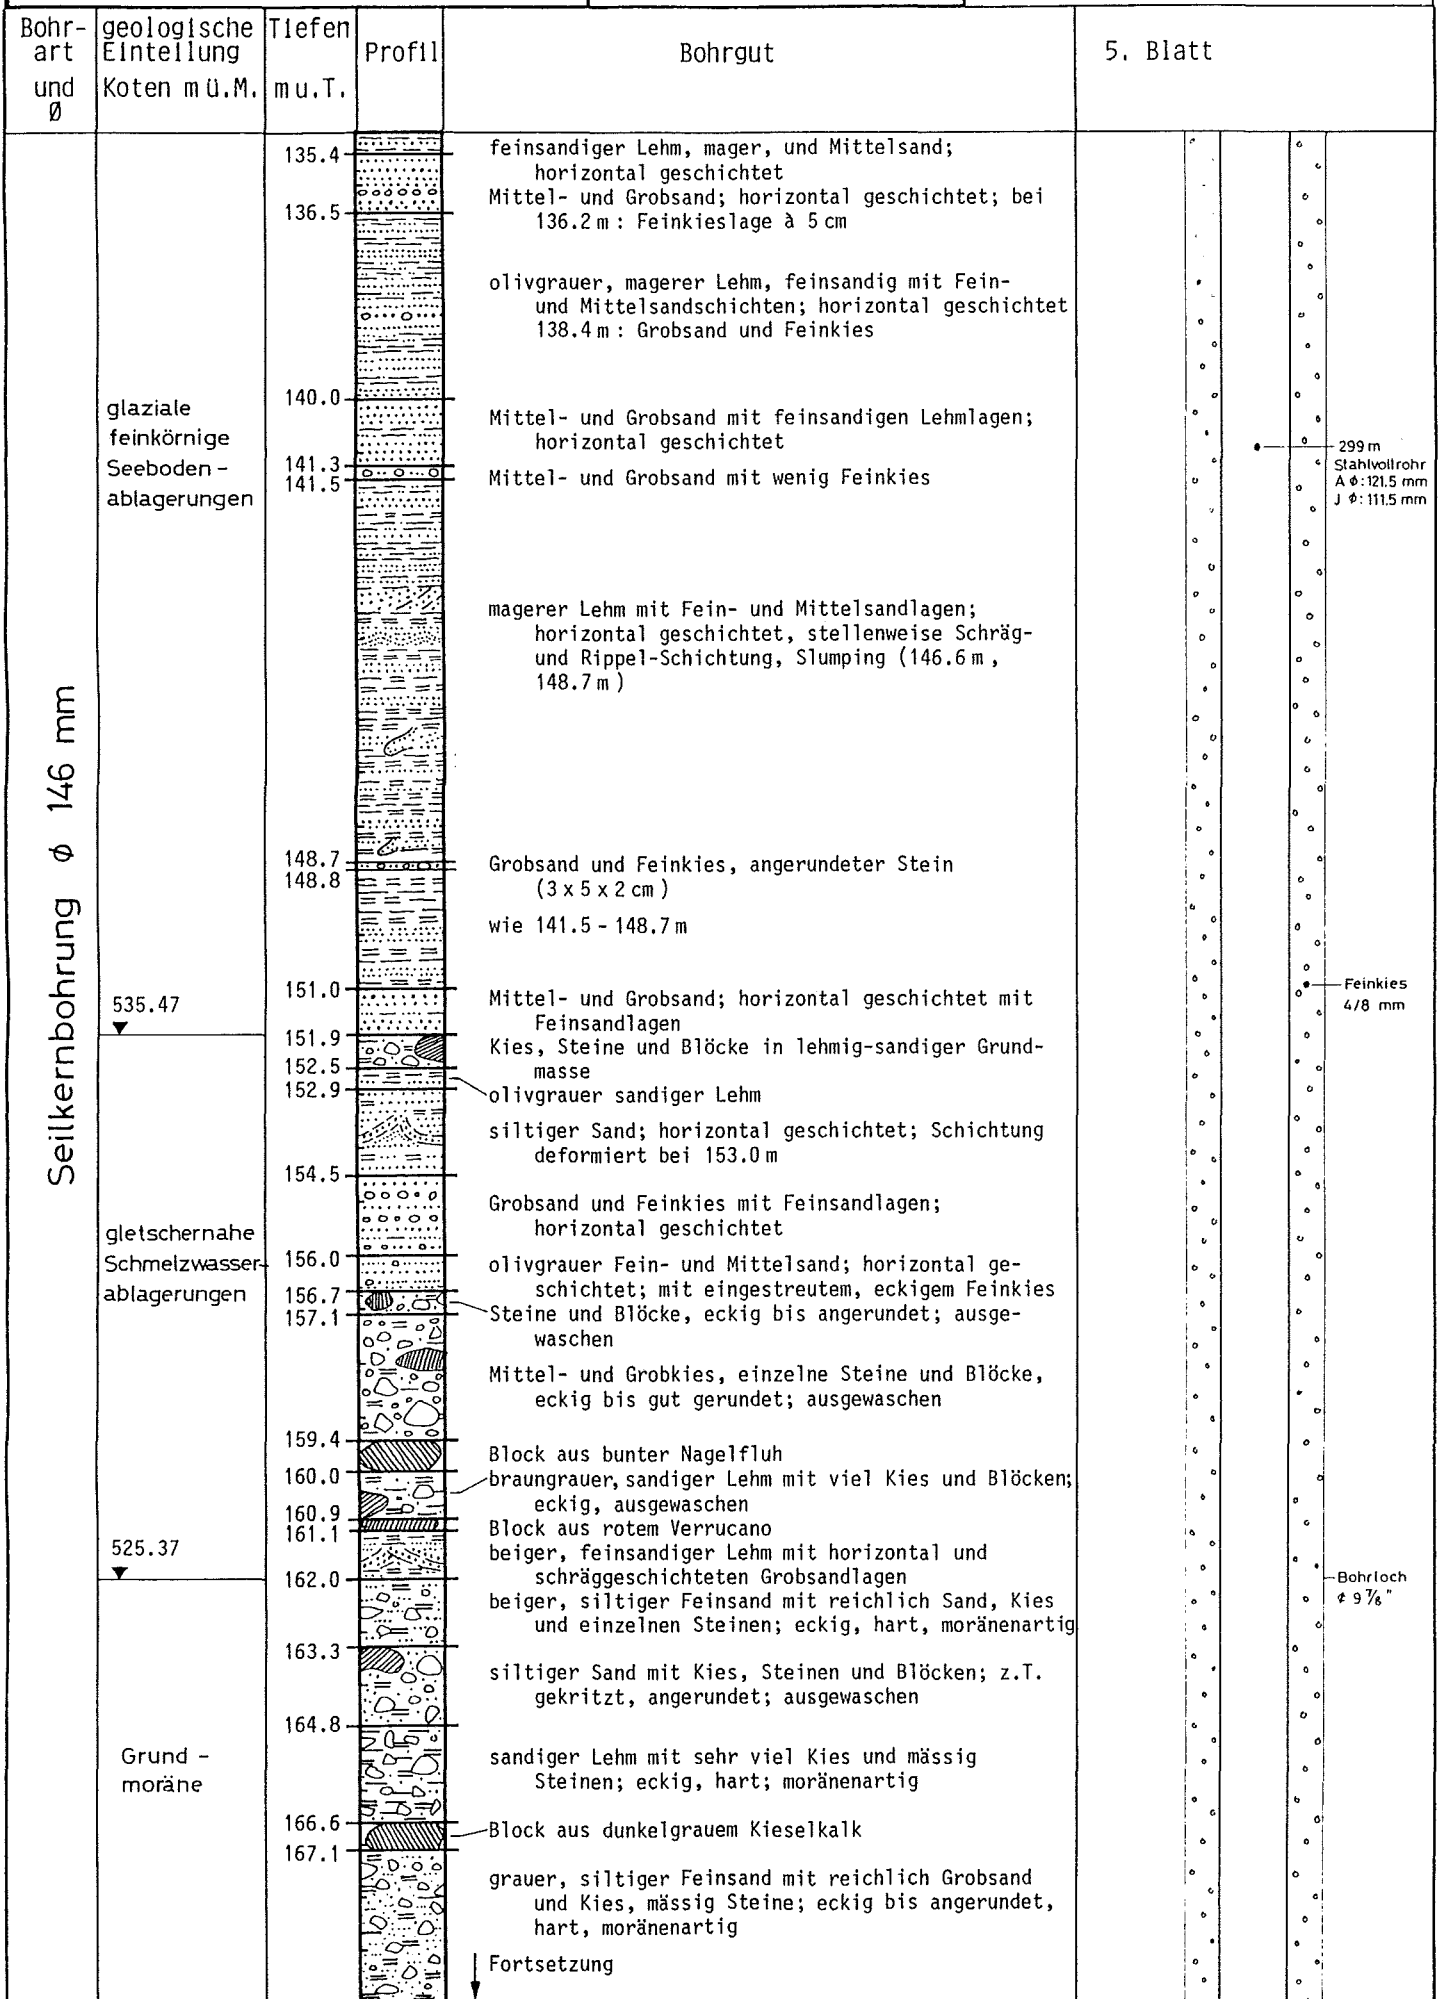 Bohr-
art
und
Ø
geologische
Einteilung
Koten m ü.M.
Tiefen
m u.T.
Profil
Bohrgut
5. Blatt
Seilkernbohrung ϕ 146 mm
glaziale
feinkörnige
Seeboden-
ablagerungen
535.47
gletschernahe
Schmelzwasser-
ablagerungen
525.37
Grund-
moräne
135.4
136.5
140.0
141.3
141.5
148.7
148.8
151.0
151.9
152.5
152.9
154.5
156.0
156.7
157.1
159.4
160.0
160.9
161.1
162.0
163.3
164.8
166.6
167.1
feinsandiger Lehm, mager, und Mittelsand;
horizontal geschichtet
Mittel- und Grobsand; horizontal geschichtet; bei
136.2 m : Feinkieslage à 5 cm
olivgrauer, magerer Lehm, feinsandig mit Fein-
und Mittelsandschichten; horizontal geschichtet
138.4 m : Grobsand und Feinkies
Mittel- und Grobsand mit feinsandigen Lehmlagen;
horizontal geschichtet
Mittel- und Grobsand mit wenig Feinkies
magerer Lehm mit Fein- und Mittelsandlagen;
horizontal geschichtet, stellenweise Schräg-
und Rippel-Schichtung, Slumping (146.6 m ,
148.7 m )
Grobsand und Feinkies, angerundeter Stein
(3 x 5 x 2 cm )
wie 141.5 - 148.7 m
Mittel- und Grobsand; horizontal geschichtet mit
Feinsandlagen
Kies, Steine und Blöcke in lehmig-sandiger Grund-
masse
olivgrauer sandiger Lehm
siltiger Sand; horizontal geschichtet; Schichtung
deformiert bei 153.0 m
Grobsand und Feinkies mit Feinsandlagen;
horizontal geschichtet
olivgrauer Fein- und Mittelsand; horizontal ge-
schichtet; mit eingestreutem, eckigem Feinkies
Steine und Blöcke, eckig bis angerundet; ausge-
waschen
Mittel- und Grobkies, einzelne Steine und Blöcke,
eckig bis gut gerundet; ausgewaschen
Block aus bunter Nagelfluh
braungrauer, sandiger Lehm mit viel Kies und Blöcken;
eckig, ausgewaschen
Block aus rotem Verrucano
beiger, feinsandiger Lehm mit horizontal und
schräggeschichteten Grobsandlagen
beiger, siltiger Feinsand mit reichlich Sand, Kies
und einzelnen Steinen; eckig, hart, moränenartig
siltiger Sand mit Kies, Steinen und Blöcken; z.T.
gekritzt, angerundet; ausgewaschen
sandiger Lehm mit sehr viel Kies und mässig
Steinen; eckig, hart; moränenartig
Block aus dunkelgrauem Kieselkalk
grauer, siltiger Feinsand mit reichlich Grobsand
und Kies, mässig Steine; eckig bis angerundet,
hart, moränenartig
Fortsetzung
299 m
Stahlvollrohr
A ϕ: 121.5 mm
J ϕ: 111.5 mm
Feinkies
4/8 mm
Bohrloch
ϕ 9 7/8 "